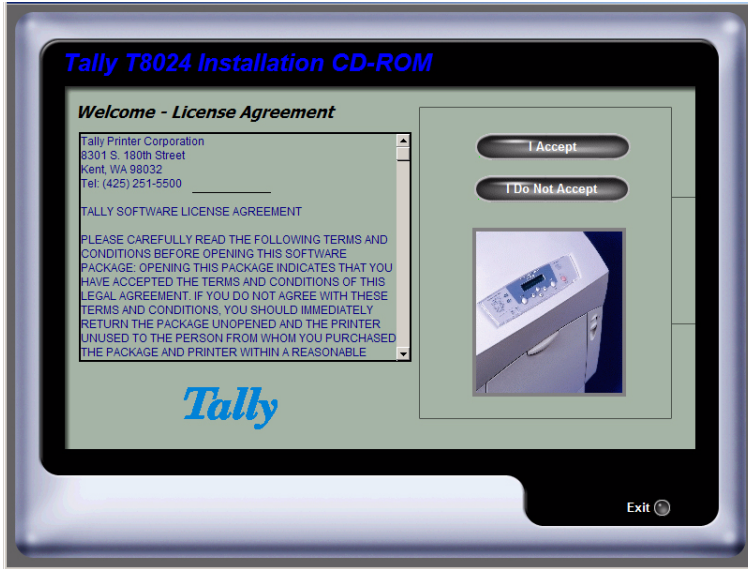 Tally T8024 Installation CD-ROM
Welcome - License Agreement
Tally Printer Corporation
8301 S. 180th Street
Kent, WA 98032
Tel: (425) 251-5500
TALLY SOFTWARE LICENSE AGREEMENT
PLEASE CAREFULLY READ THE FOLLOWING TERMS AND
CONDITIONS BEFORE OPENING THIS SOFTWARE
PACKAGE: OPENING THIS PACKAGE INDICATES THAT YOU
HAVE ACCEPTED THE TERMS AND CONDITIONS OF THIS
LEGAL AGREEMENT. IF YOU DO NOT AGREE WITH THESE
TERMS AND CONDITIONS, YOU SHOULD IMMEDIATELY
RETURN THE PACKAGE UNOPENED AND THE PRINTER
UNUSED TO THE PERSON FROM WHOM YOU PURCHASED
THE PACKAGE AND PRINTER WITHIN A REASONABLE
I Accept
I Do Not Accept
Tally
Exit